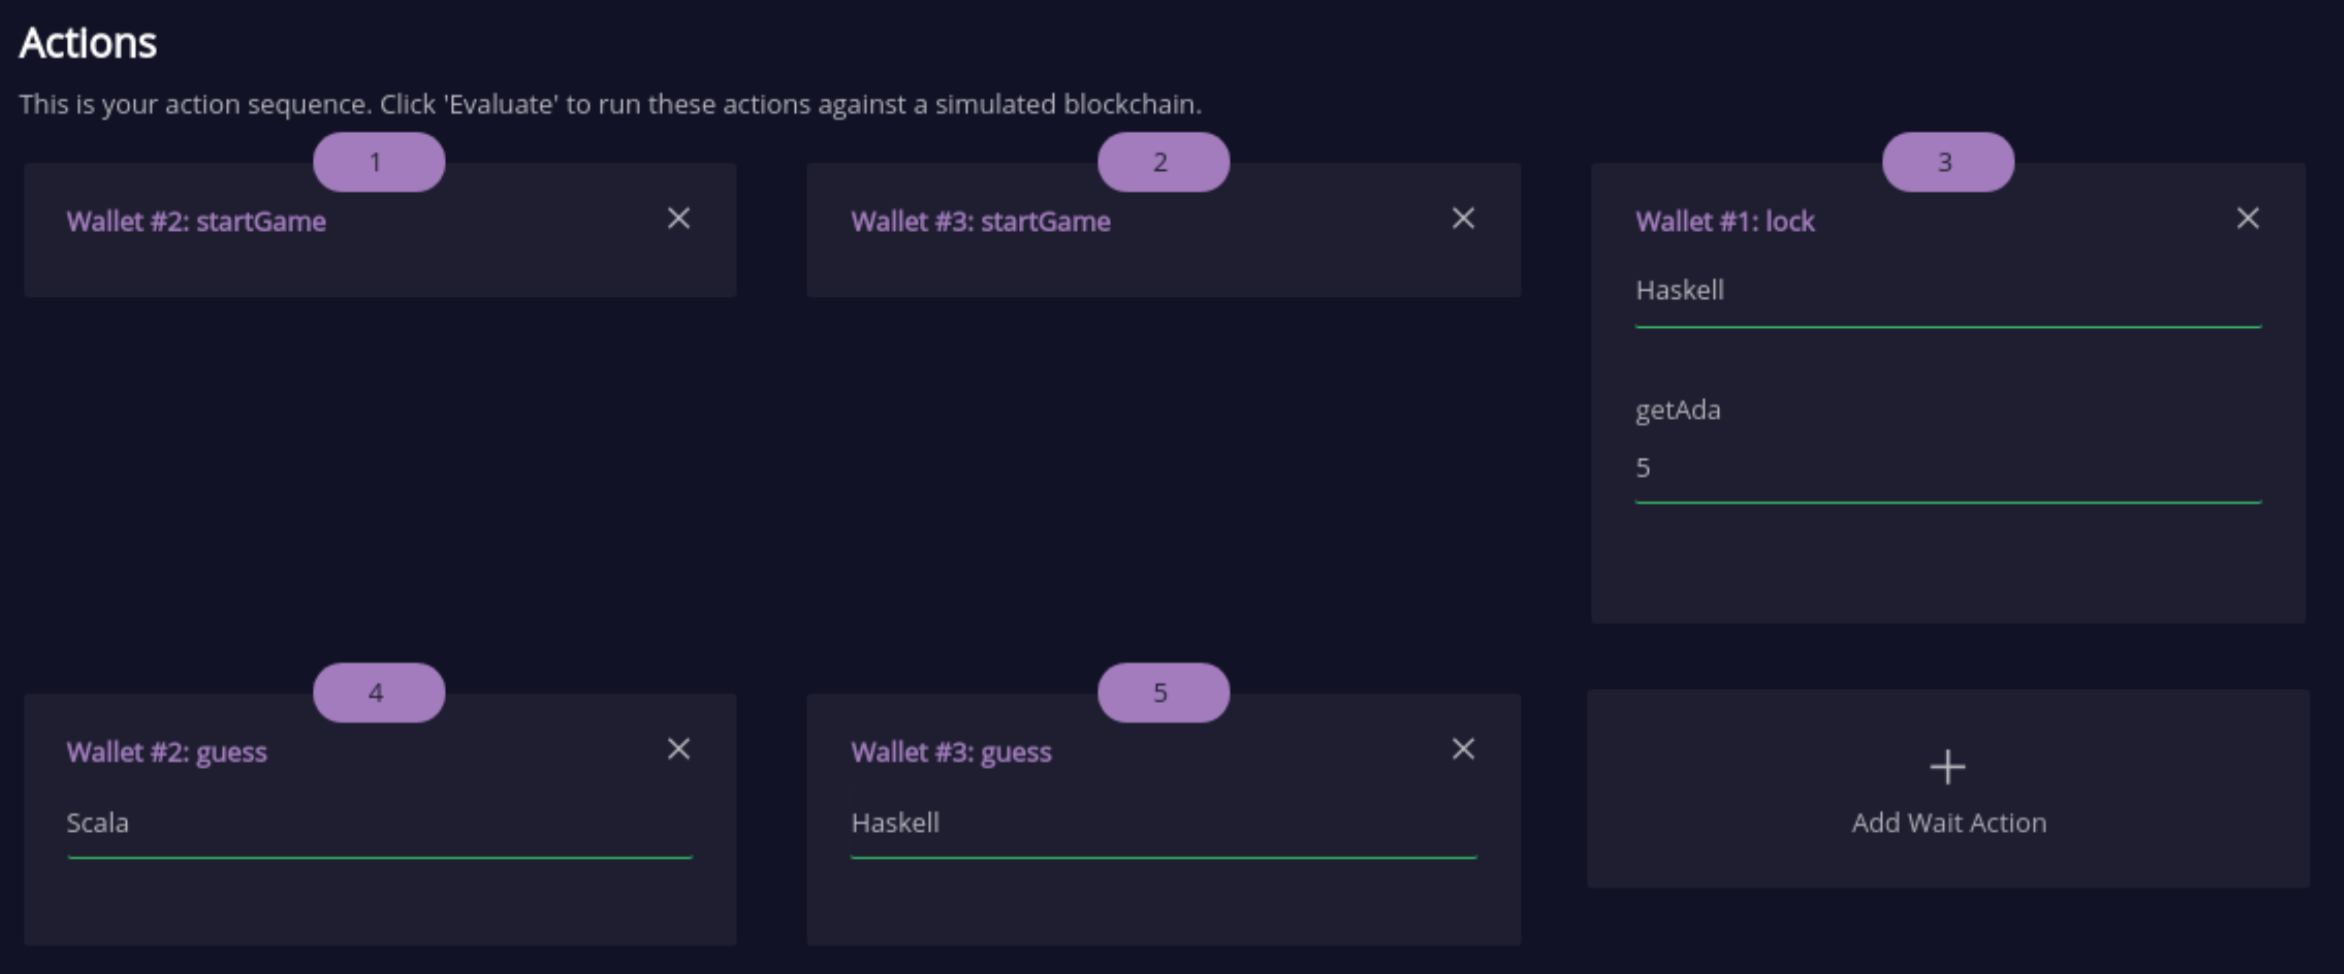 Actions
This is your action sequence. Click 'Evaluate' to run these actions against a simulated blockchain.
1
Wallet #2: startGame
2
Wallet #3: startGame
3
Wallet #1: lock
Haskell
getAda
5
4
Wallet #2: guess
Scala
5
Wallet #3: guess
Haskell
Add Wait Action